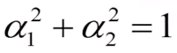 α₁² + α₂² = 1